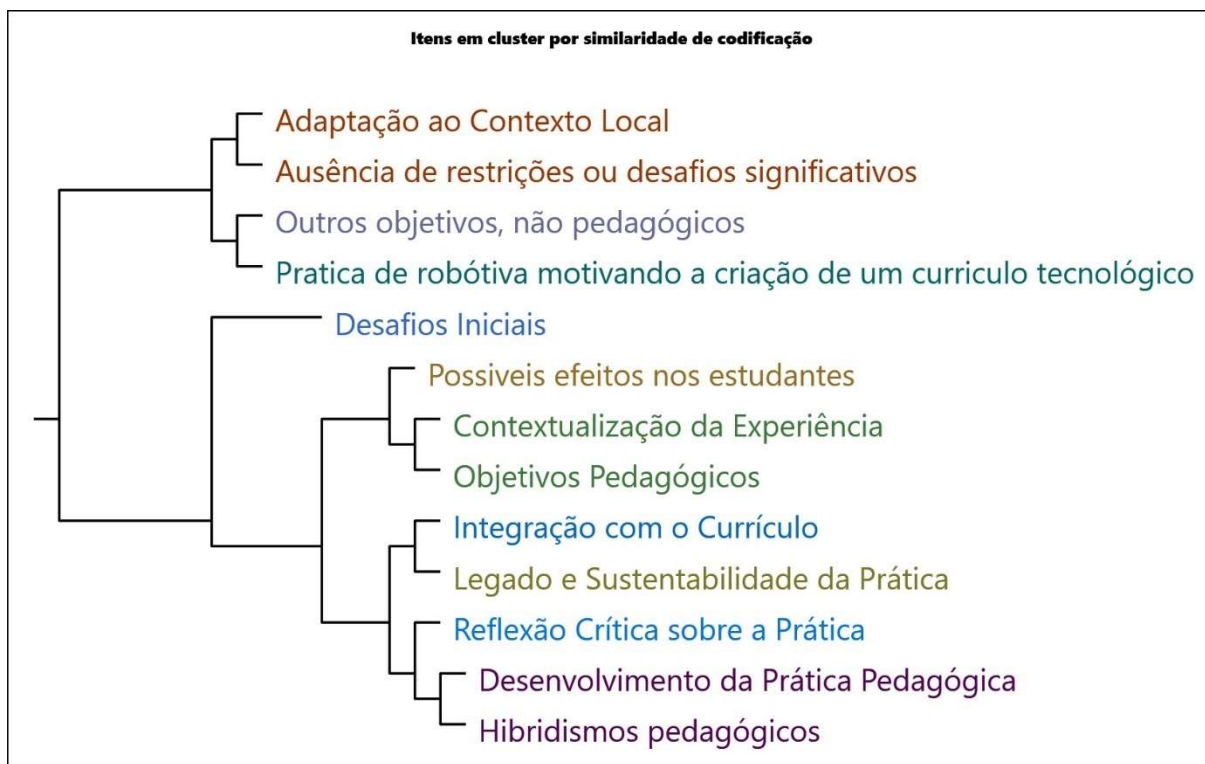 Itens em cluster por similaridade de codificação
Adaptação ao Contexto Local
Ausência de restrições ou desafios significativos
Outros objetivos, não pedagógicos
Pratica de robótiva motivando a criação de um curriculo tecnológico
Desafios Iniciais
Possiveis efeitos nos estudantes
Contextualização da Experiência
Objetivos Pedagógicos
Integração com o Currículo
Legado e Sustentabilidade da Prática
Reflexão Crítica sobre a Prática
Desenvolvimento da Prática Pedagógica
Hibridismos pedagógicos